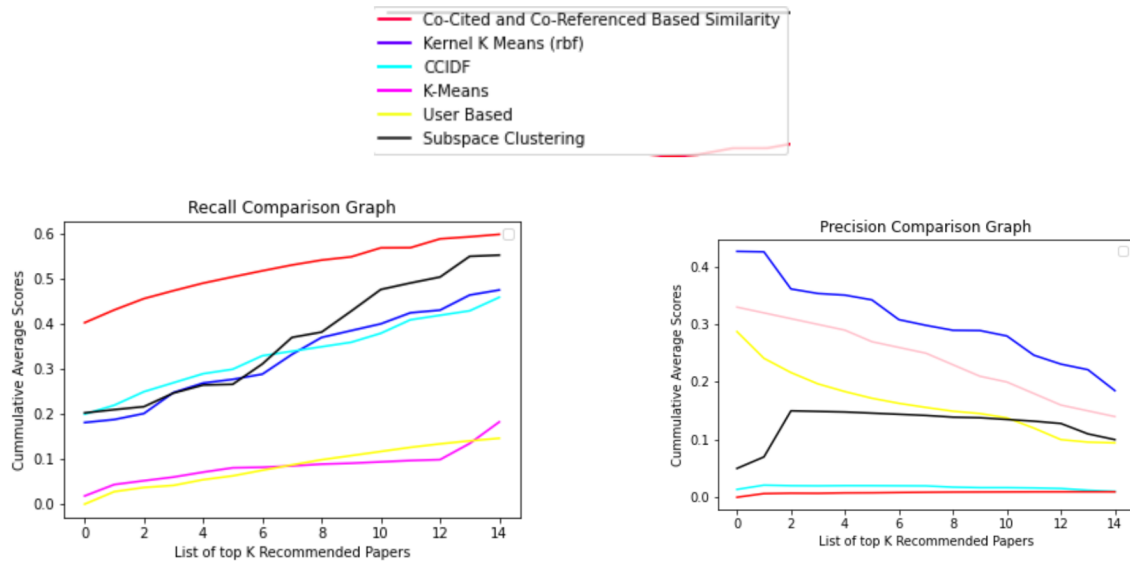 Co-Cited and Co-Referenced Based Similarity
Kernel K Means (rbf)
CCIDF
K-Means
User Based
Subspace Clustering
Recall Comparison Graph
Cummulative Average Scores
0.6
0.5
0.4
0.3
0.2
0.1
0.0
0 2 4 6 8 10 12 14
List of top K Recommended Papers
Precision Comparison Graph
Cummulative Average Scores
0.4
0.3
0.2
0.1
0.0
0 2 4 6 8 10 12 14
List of top K Recommended Papers